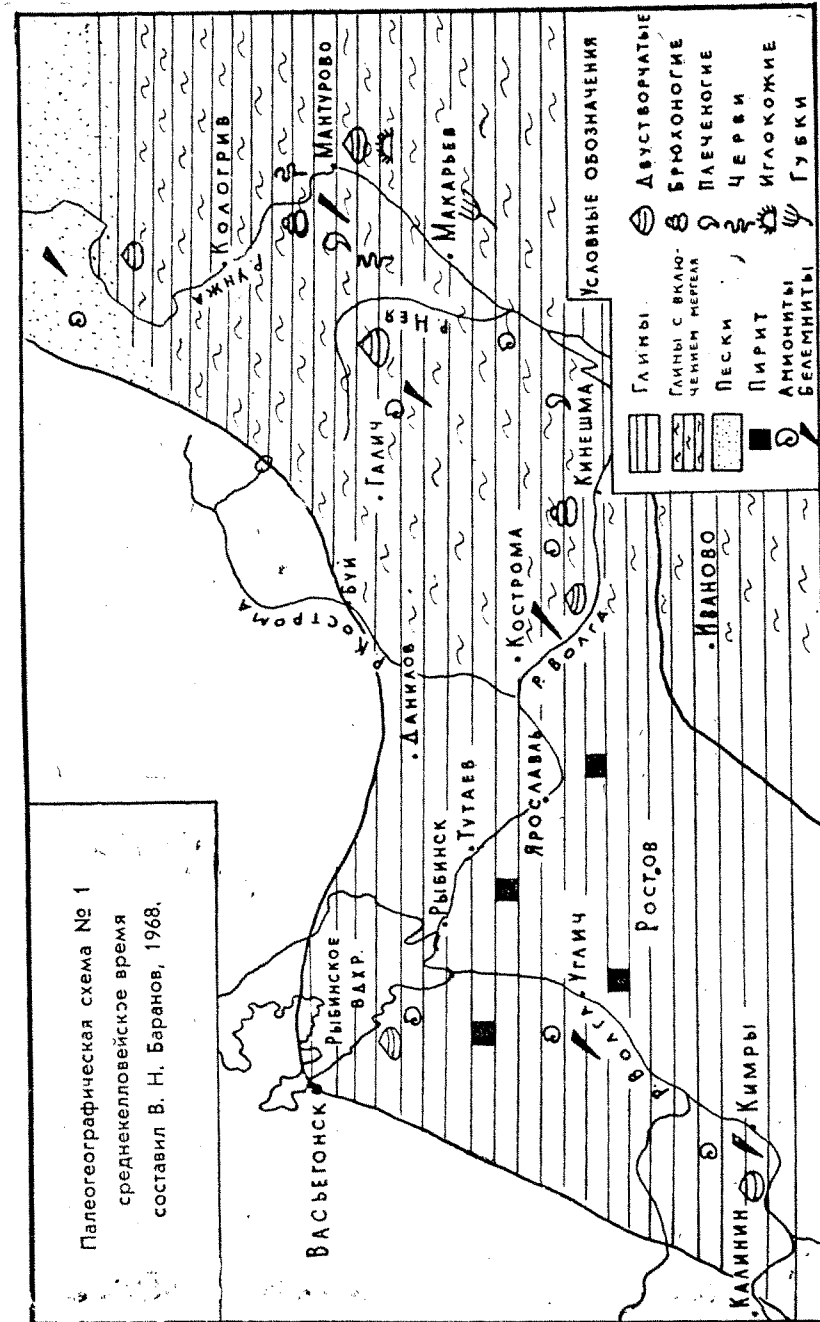 Палеогеографическая схема № 1
среднекелловейское время
составил В. Н. Баранов, 1968.
ВАСЬЕГОНСК
РЫБИНСКОЕ
ВДХР.
РЫБИНСК
ТУТАЕВ
ДАНИЛОВ
Р. КОСТРОМА
БУЙ
ГАЛИЧ
Р. УНЖА
КОЛОГРИВ
МАНТУРОВО
Р. НЕЯ
МАКАРЬЕВ
КОСТРОМА
Р. ВОЛГА
КИНЕШМА
ЯРОСЛАВЛЬ
ИВАНОВО
РОСТОВ
УГЛИЧ
Р. ВОЛГА
КИМРЫ
КАЛИНИН
УСЛОВНЫЕ ОБОЗНАЧЕНИЯ
ГЛИНЫ
ГЛИНЫ С ВКЛЮ-
ЧЕНИЕМ МЕРГЕЛЯ
ПЕСКИ
ПИРИТ
АММОНИТЫ
БЕЛЕМНИТЫ
ДВУСТВОРЧАТЫЕ
БРЮХОНОГИЕ
ПЛЕЧЕНОГИЕ
ЧЕРВИ
ИГЛОКОЖИЕ
ГУБКИ